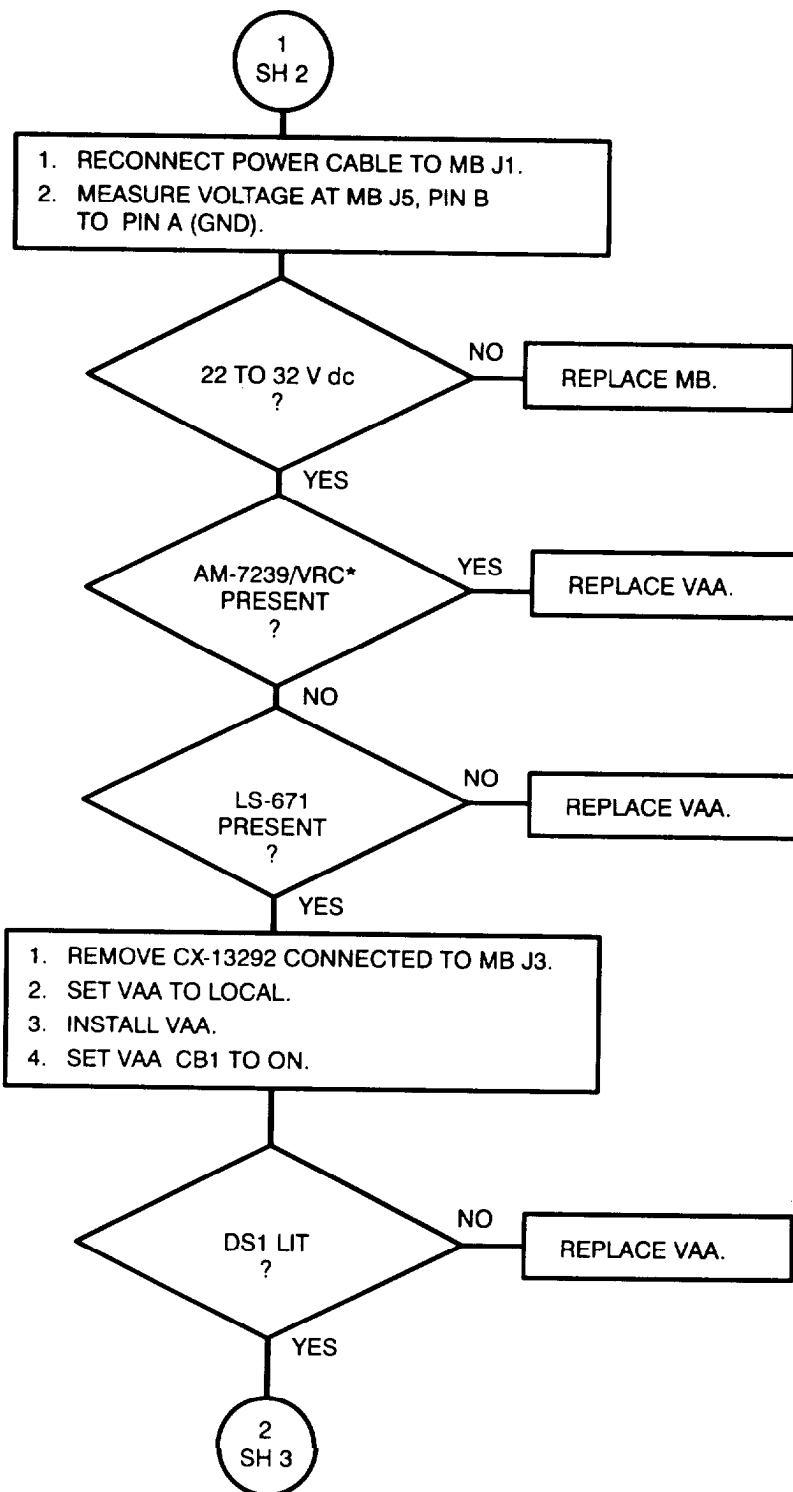 1
SH 2
1. RECONNECT POWER CABLE TO MB J1.
2. MEASURE VOLTAGE AT MB J5, PIN B
TO PIN A (GND).
22 TO 32 V dc
?
NO
REPLACE MB.
YES
AM-7239/VRC*
PRESENT
?
YES
REPLACE VAA.
NO
LS-671
PRESENT
?
NO
REPLACE VAA.
YES
1. REMOVE CX-13292 CONNECTED TO MB J3.
2. SET VAA TO LOCAL.
3. INSTALL VAA.
4. SET VAA CB1 TO ON.
DS1 LIT
?
NO
REPLACE VAA.
YES
2
SH 3